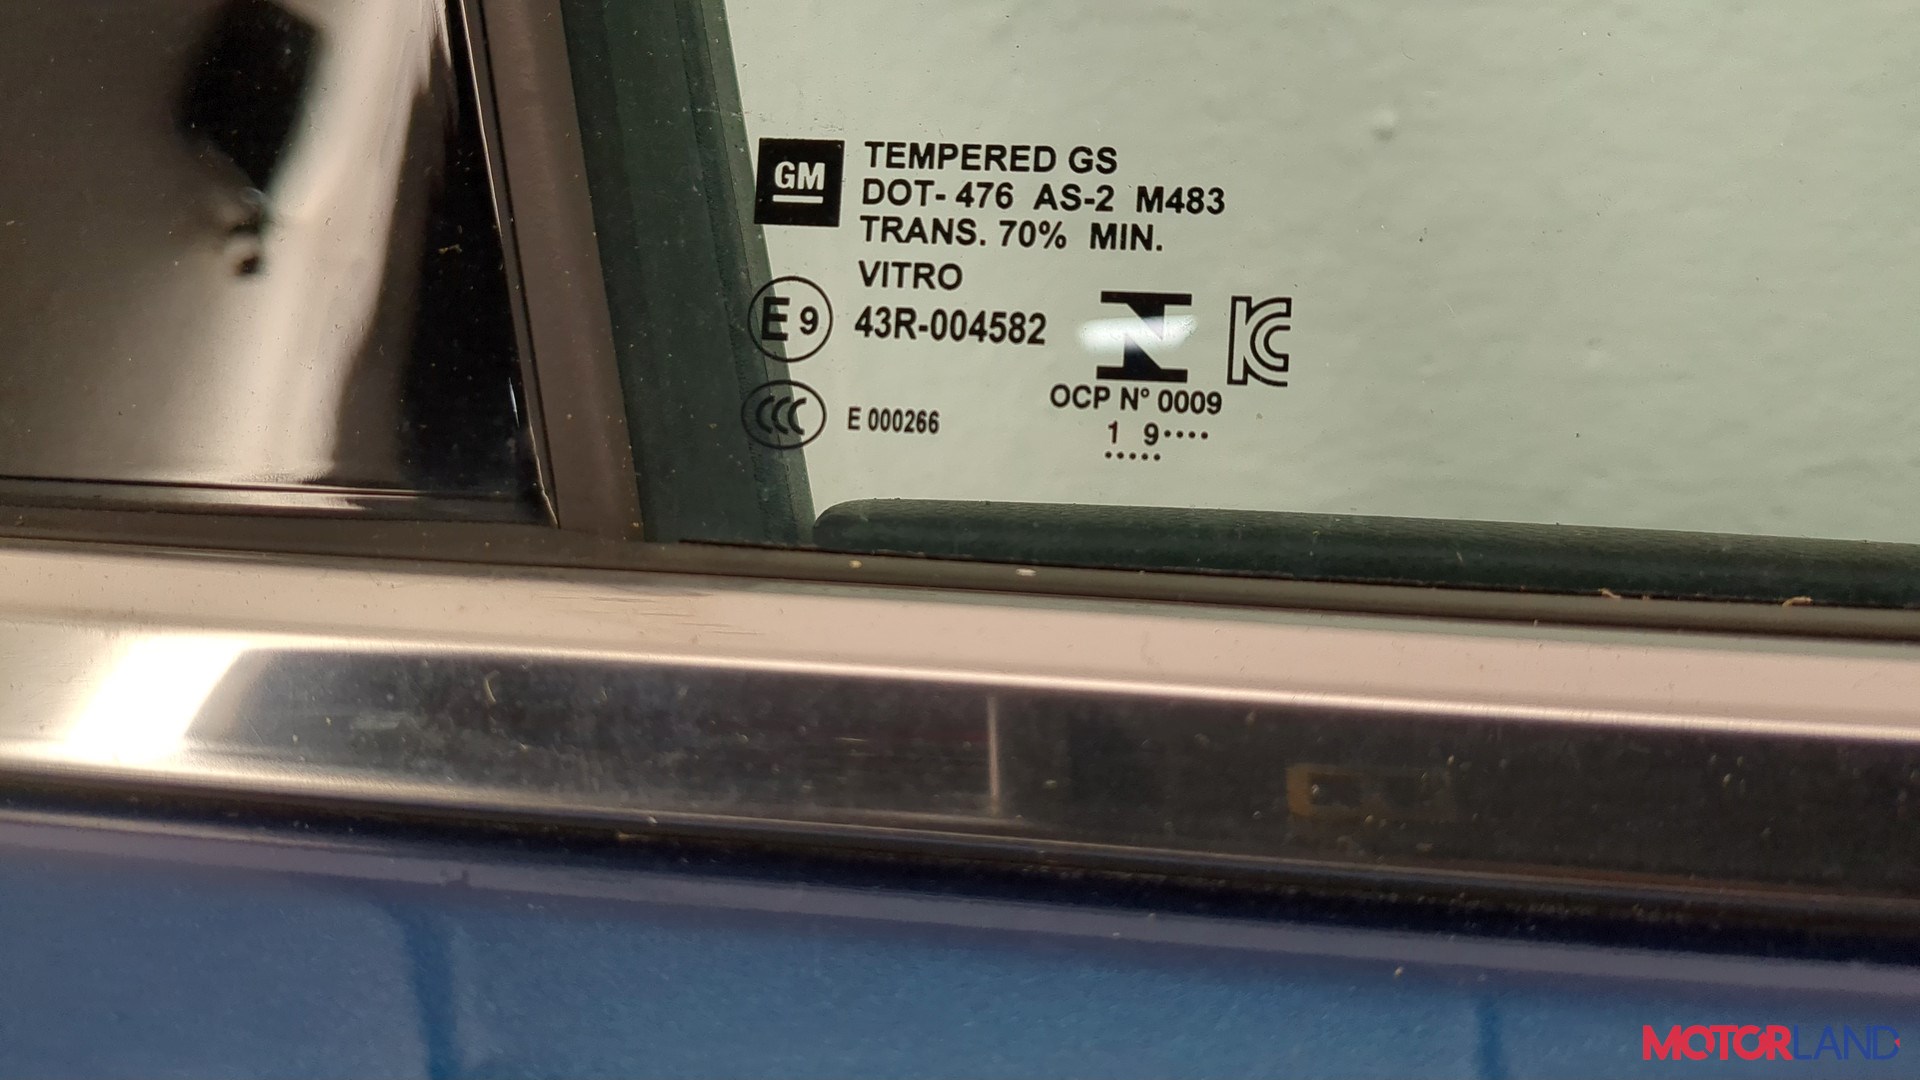 GM
TEMPERED GS
DOT- 476 AS-2 M483
TRANS. 70% MIN.
VITRO
E9 43R-004582
N
KC
CCC E 000266
OCP N° 0009
1 9••••
•••••
MOTORLAND